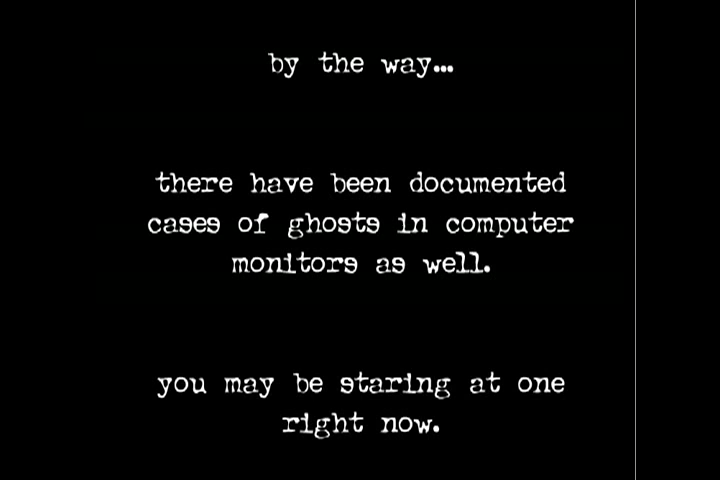 by the way...
there have been documented
cases of ghosts in computer
monitors as well.
you may be staring at one
right now.